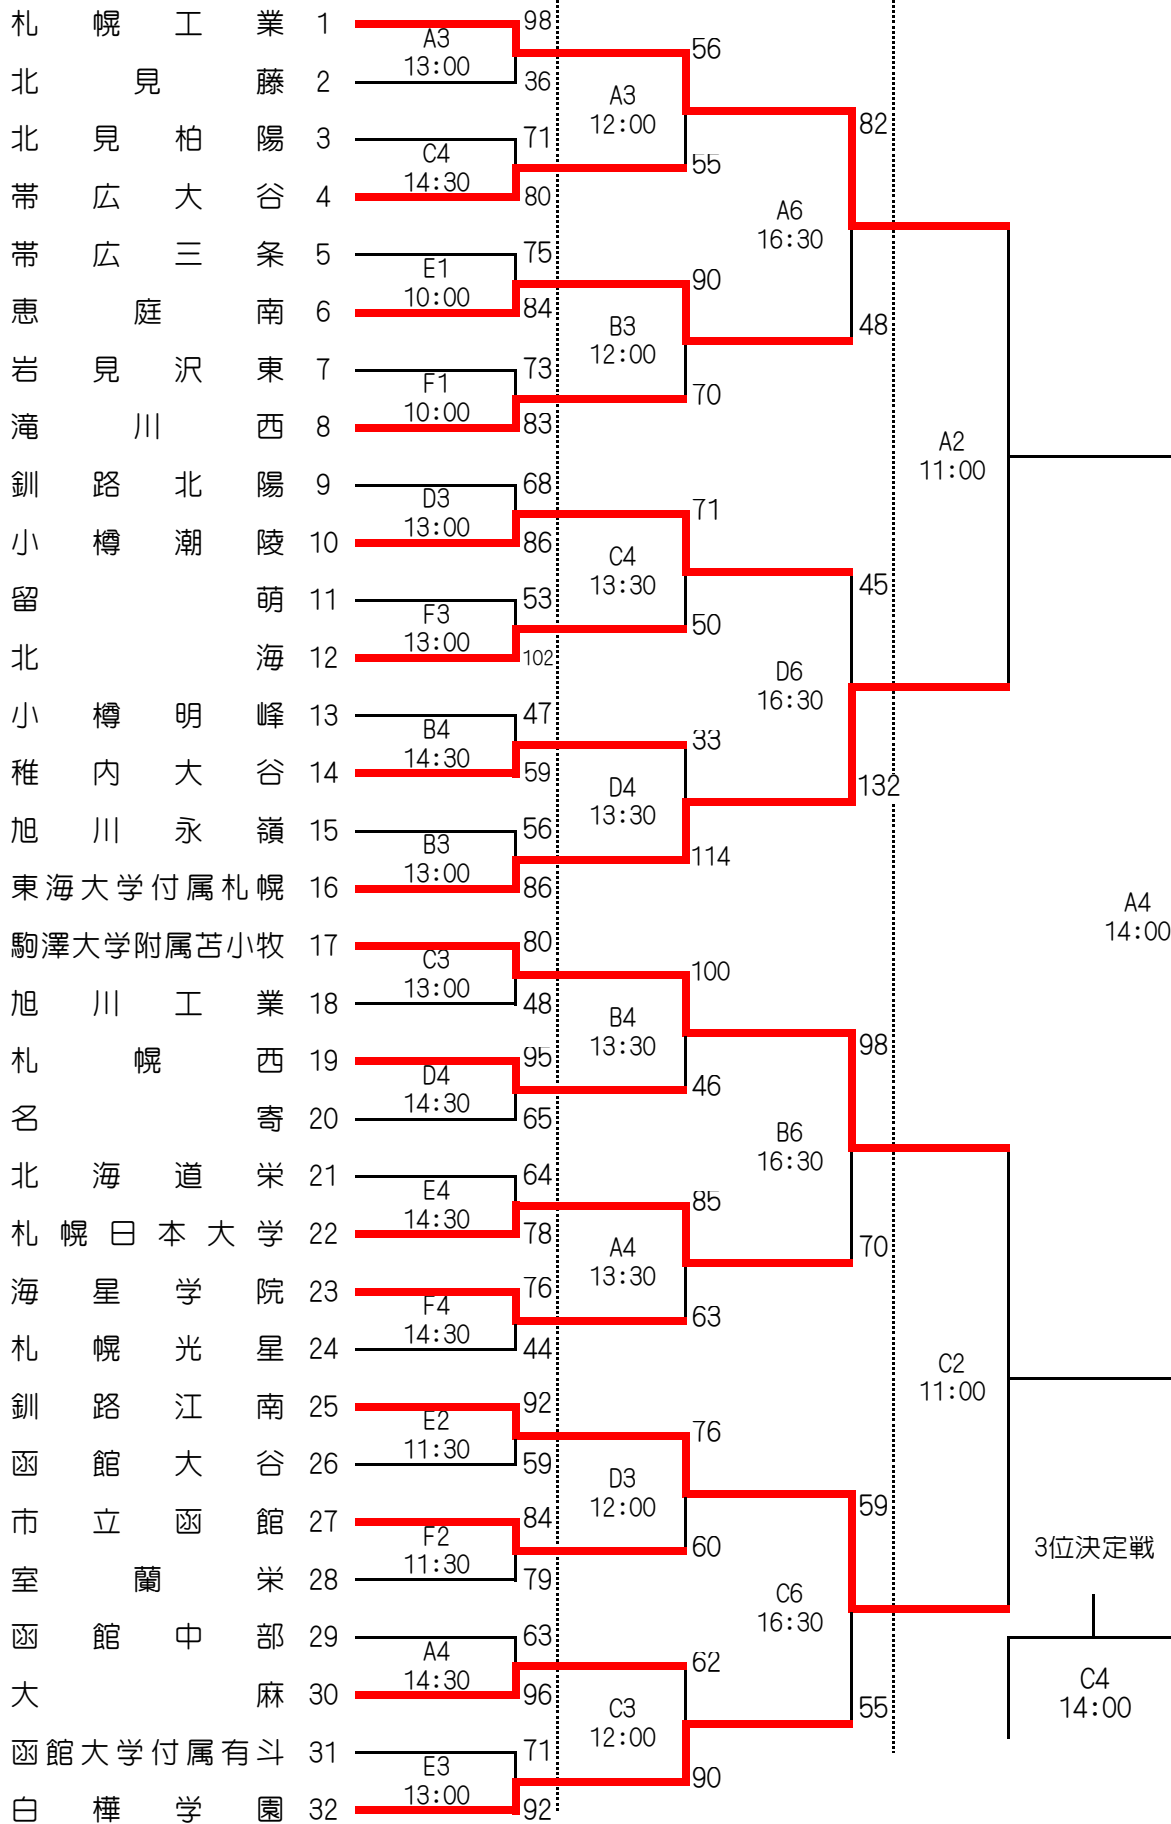 札幌工業 1 98
A3
13:00
北見藤 2 36
北見柏陽 3 71
C4
14:30
帯広大谷 4 80
帯広三条 5 75
E1
10:00
恵庭南 6 84
岩見沢東 7 73
F1
10:00
滝川西 8 83
釧路北陽 9 68
D3
13:00
小樽潮陵 10 86
留萌 11 53
F3
13:00
北海 12 102
小樽明峰 13 47
B4
14:30
稚内大谷 14 59
旭川永嶺 15 56
B3
13:00
東海大学付属札幌 16 86
駒澤大学附属苫小牧 17 80
C3
13:00
旭川工業 18 48
札幌西 19 95
D4
14:30
名寄 20 65
北海道栄 21 64
E4
14:30
札幌日本大学 22 78
海星学院 23 76
F4
14:30
札幌光星 24 44
釧路江南 25 92
E2
11:30
函館大谷 26 59
市立函館 27 84
F2
11:30
室蘭栄 28 79
函館中部 29 63
A4
14:30
大麻 30 96
函館大学付属有斗 31 71
E3
13:00
白樺学園 32 92
56
A3
12:00
55
90
B3
12:00
70
71
C4
13:30
50
33
D4
13:30
114
100
B4
13:30
46
85
A4
13:30
63
76
D3
12:00
60
62
C3
12:00
90
82
A6
16:30
48
45
D6
16:30
132
98
B6
16:30
70
59
C6
16:30
55
A2
11:00
C2
11:00
A4
14:00
3位決定戦
C4
14:00